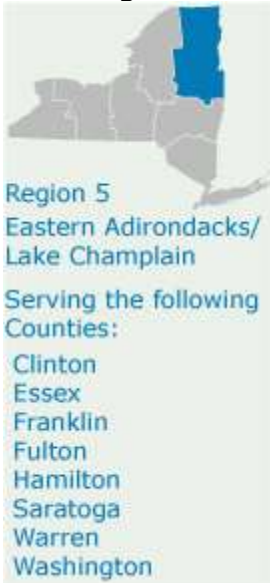 Region 5
Eastern Adirondacks/
Lake Champlain
Serving the following
Counties:
Clinton
Essex
Franklin
Fulton
Hamilton
Saratoga
Warren
Washington